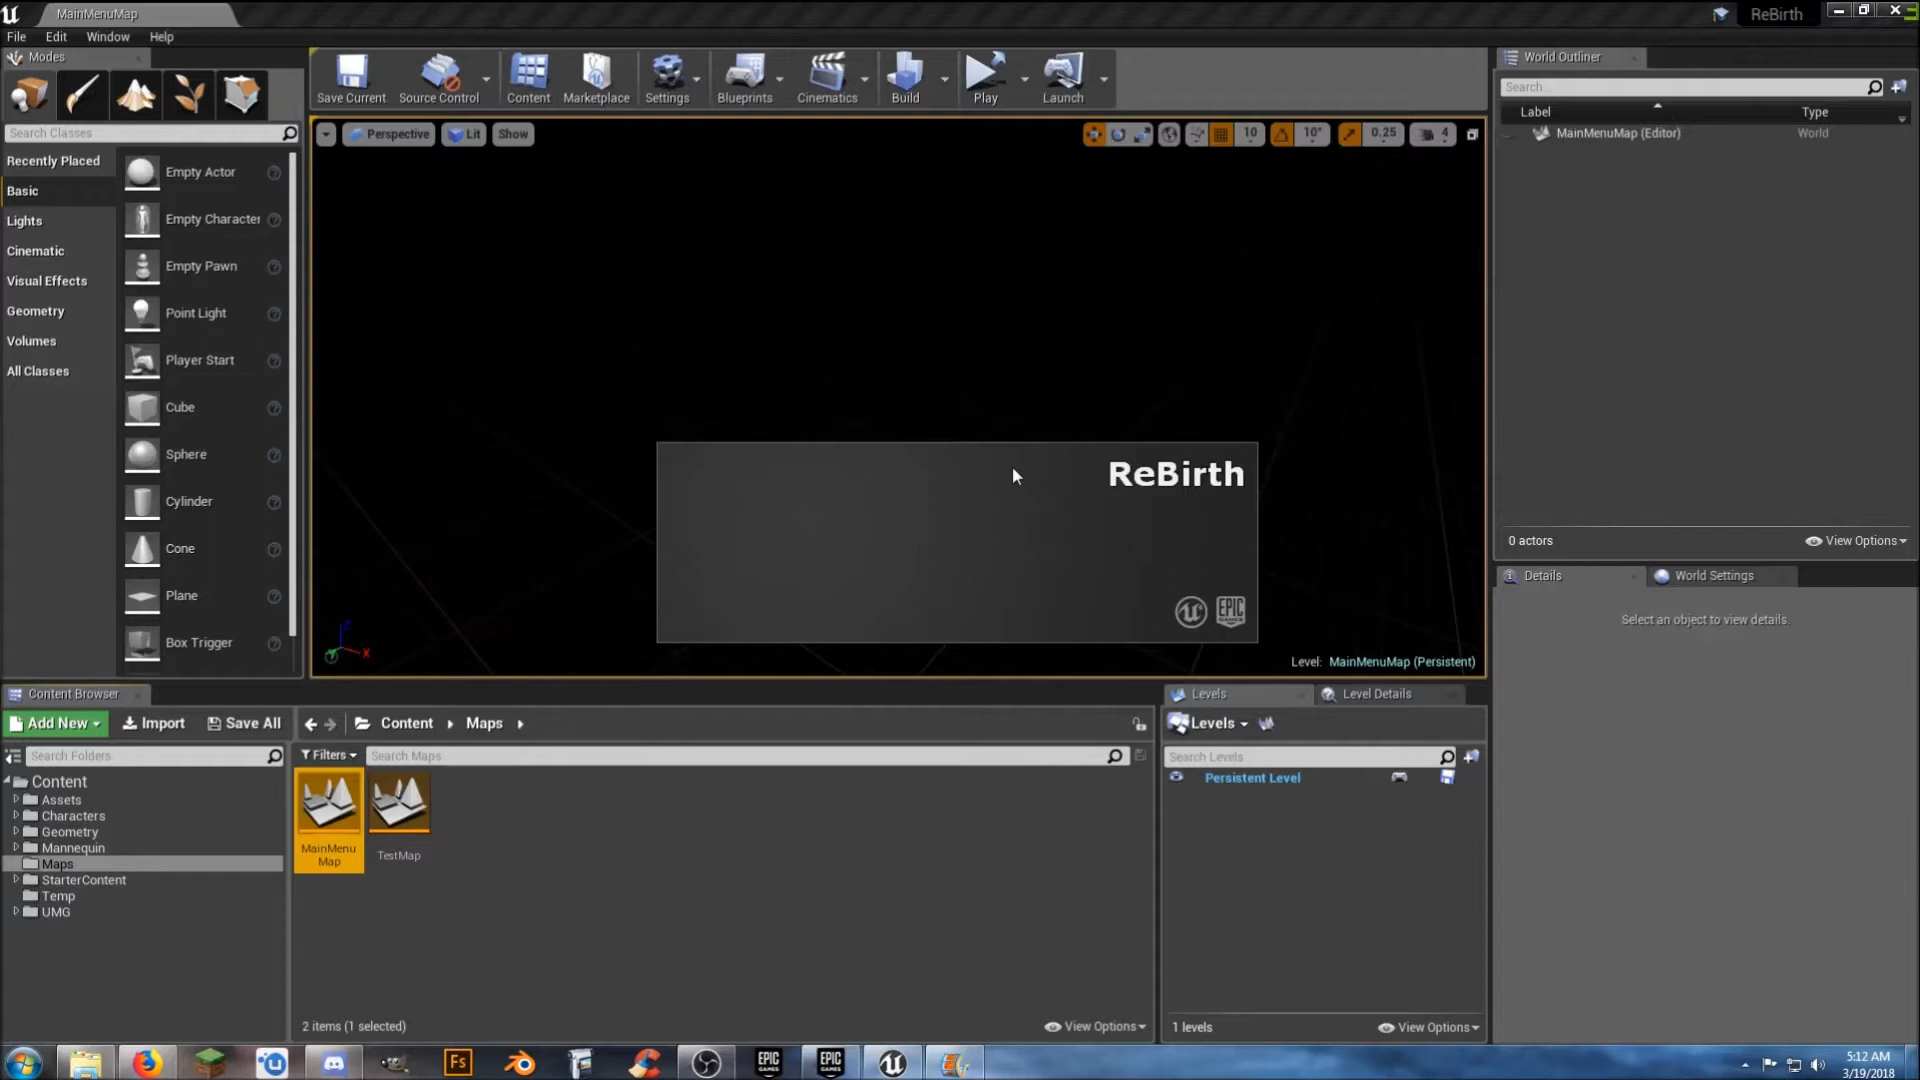 MainMenuMap
ReBirth
File Edit Window Help
Modes
Search Classes
Recently Placed
Basic
Lights
Cinematic
Visual Effects
Geometry
Volumes
All Classes
Empty Actor
Empty Character
Empty Pawn
Point Light
Player Start
Cube
Sphere
Cylinder
Cone
Plane
Box Trigger
Save Current
Source Control
Content
Marketplace
Settings
Blueprints
Cinematics
Build
Play
Launch
Perspective
Lit
Show
10
10°
0.25
4
ReBirth
EPIC GAMES
Level: MainMenuMap (Persistent)
World Outliner
Search...
Label Type
MainMenuMap (Editor) World
0 actors
View Options
Details
World Settings
Select an object to view details.
Content Browser
Add New
Import
Save All
Content
Maps
Search Folders
Filters
Search Maps
Content
Assets
Characters
Geometry
Mannequin
Maps
StarterContent
Temp
UMG
MainMenu
Map
TestMap
2 items (1 selected)
View Options
Levels
Level Details
Levels
Search Levels
Persistent Level
1 levels
View Options
Fs
EPIC GAMES
EPIC GAMES
5:12 AM
3/19/2018